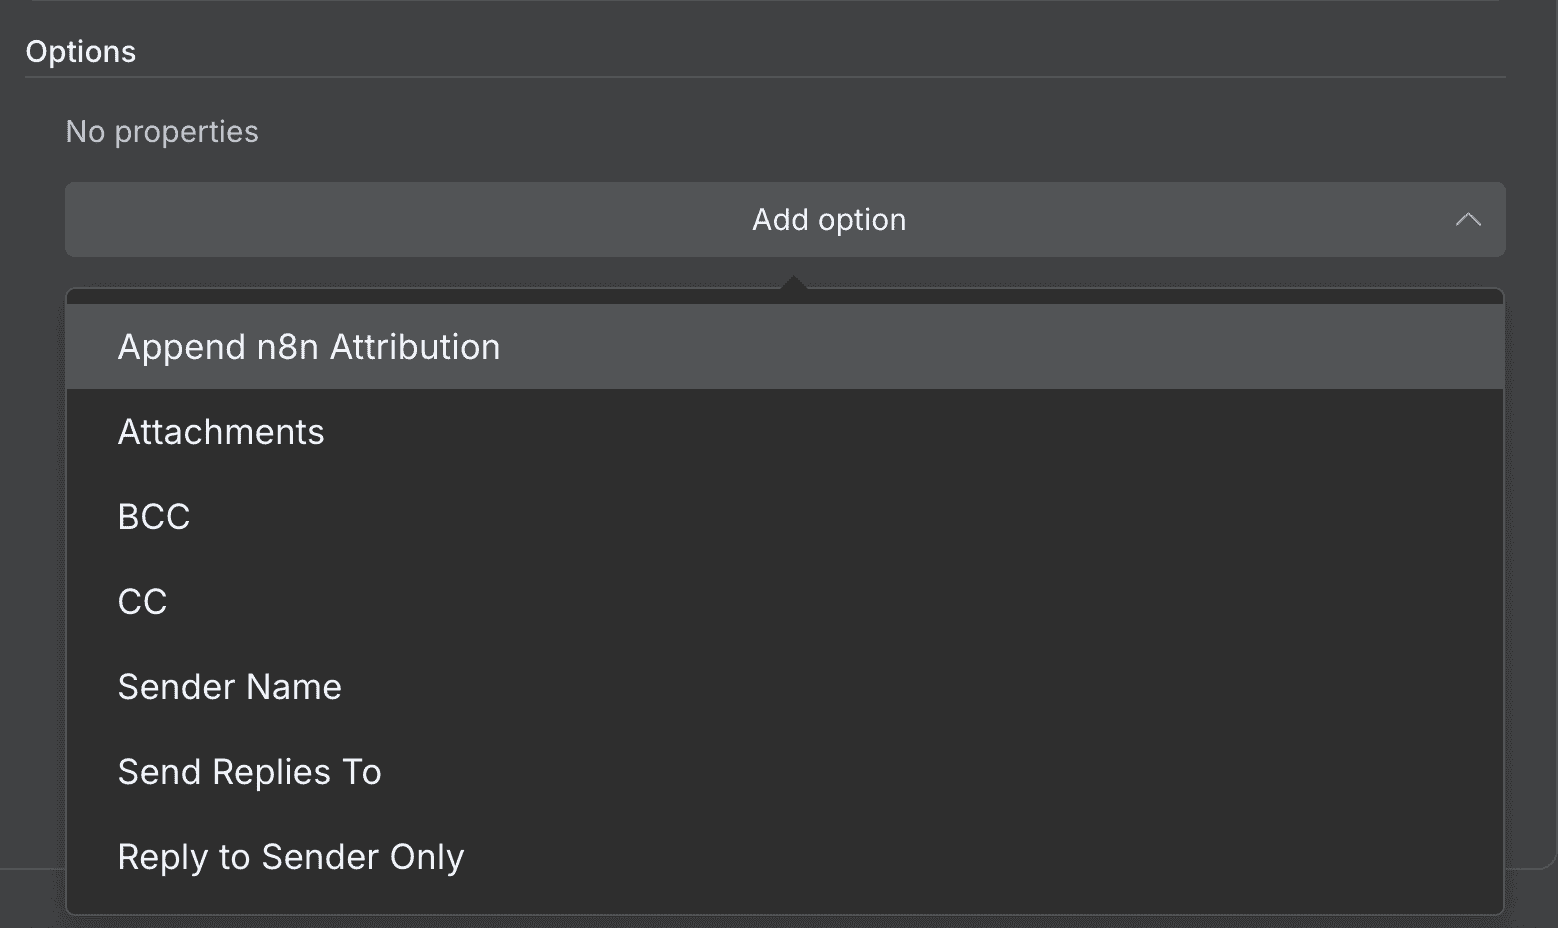 Options
No properties
Add option
Append n8n Attribution
Attachments
BCC
CC
Sender Name
Send Replies To
Reply to Sender Only